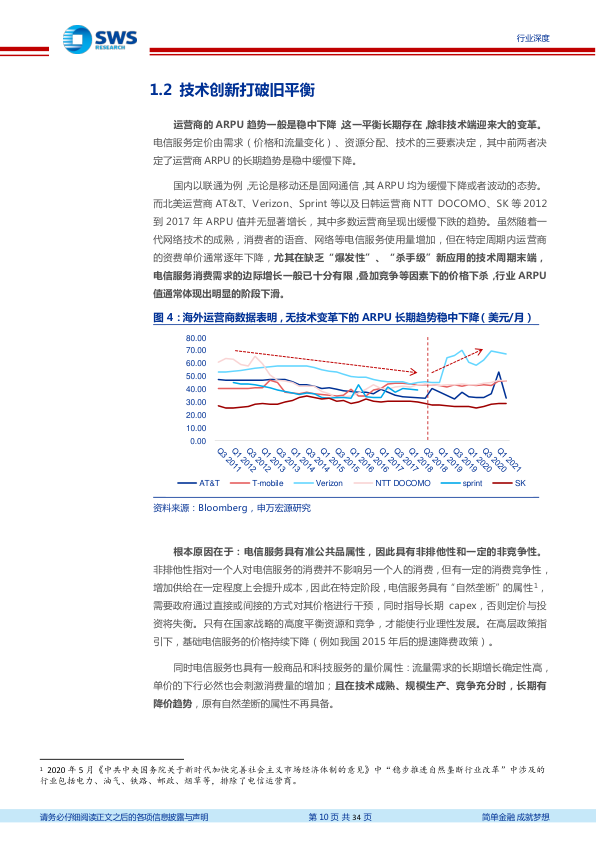 SWS
RESEARCH
行业深度
1.2 技术创新打破旧平衡
运营商的 ARPU 趋势一般是稳中下降，这一平衡长期存在，除非技术端迎来大的变革。
电信服务定价由需求（价格和流量变化）、资源分配、技术的三要素决定，其中前两者决
定了运营商 ARPU 的长期趋势是稳中缓慢下降。
国内以联通为例，无论是移动还是固网通信，其 ARPU 均为缓慢下降或者波动的态势。
而北美运营商 AT&T、Verizon、Sprint 等以及日韩运营商 NTT DOCOMO、SK 等 2012
到 2017 年 ARPU 值并无显著增长，其中多数运营商呈现出缓慢下跌的趋势。虽然随着一
代网络技术的成熟，消费者的语音、网络等电信服务使用量增加，但在特定周期内运营商
的资费单价通常逐年下降，尤其在缺乏“爆发性”、“杀手级”新应用的技术周期末端，
电信服务消费需求的边际增长一般已十分有限，叠加竞争等因素下的价格下杀，行业 ARPU
值通常体现出明显的阶段下滑。
图 4：海外运营商数据表明，无技术变革下的 ARPU 长期趋势稳中下降（美元/月）
80.00
70.00
60.00
50.00
40.00
30.00
20.00
10.00
0.00
Q3 2011
Q1 2012
Q3 2012
Q1 2013
Q3 2013
Q1 2014
Q3 2014
Q1 2015
Q3 2015
Q1 2016
Q3 2016
Q1 2017
Q3 2017
Q1 2018
Q3 2018
Q1 2019
Q3 2019
Q1 2020
Q3 2020
Q1 2021
AT&T T-mobile Verizon NTT DOCOMO sprint SK
资料来源：Bloomberg，申万宏源研究
根本原因在于：电信服务具有准公共品属性，因此具有非排他性和一定的非竞争性。
非排他性指对一个人对电信服务的消费并不影响另一个人的消费，但有一定的消费竞争性，
增加供给在一定程度上会提升成本，因此在特定阶段，电信服务具有“自然垄断”的属性1，
需要政府通过直接或间接的方式对其价格进行干预，同时指导长期 capex，否则定价与投
资将失衡。只有在国家战略的高度平衡资源和竞争，才能使行业理性发展。在高层政策指
引下，基础电信服务的价格持续下降（例如我国 2015 年后的提速降费政策）。
同时电信服务也具有一般商品和科技服务的量价属性：流量需求的长期增长确定性高，
单价的下行必然也会刺激消费量的增加；且在技术成熟、规模生产、竞争充分时，长期有
降价趋势，原有自然垄断的属性不再具备。
1 2020 年 5 月《中共中央国务院关于新时代加快完善社会主义市场经济体制的意见》中“稳步推进自然垄断行业改革”中涉及的
行业包括电力、油气、铁路、邮政、烟草等，排除了电信运营商。
请务必仔细阅读正文之后的各项信息披露与声明
第 10 页 共 34 页
简单金融 成就梦想